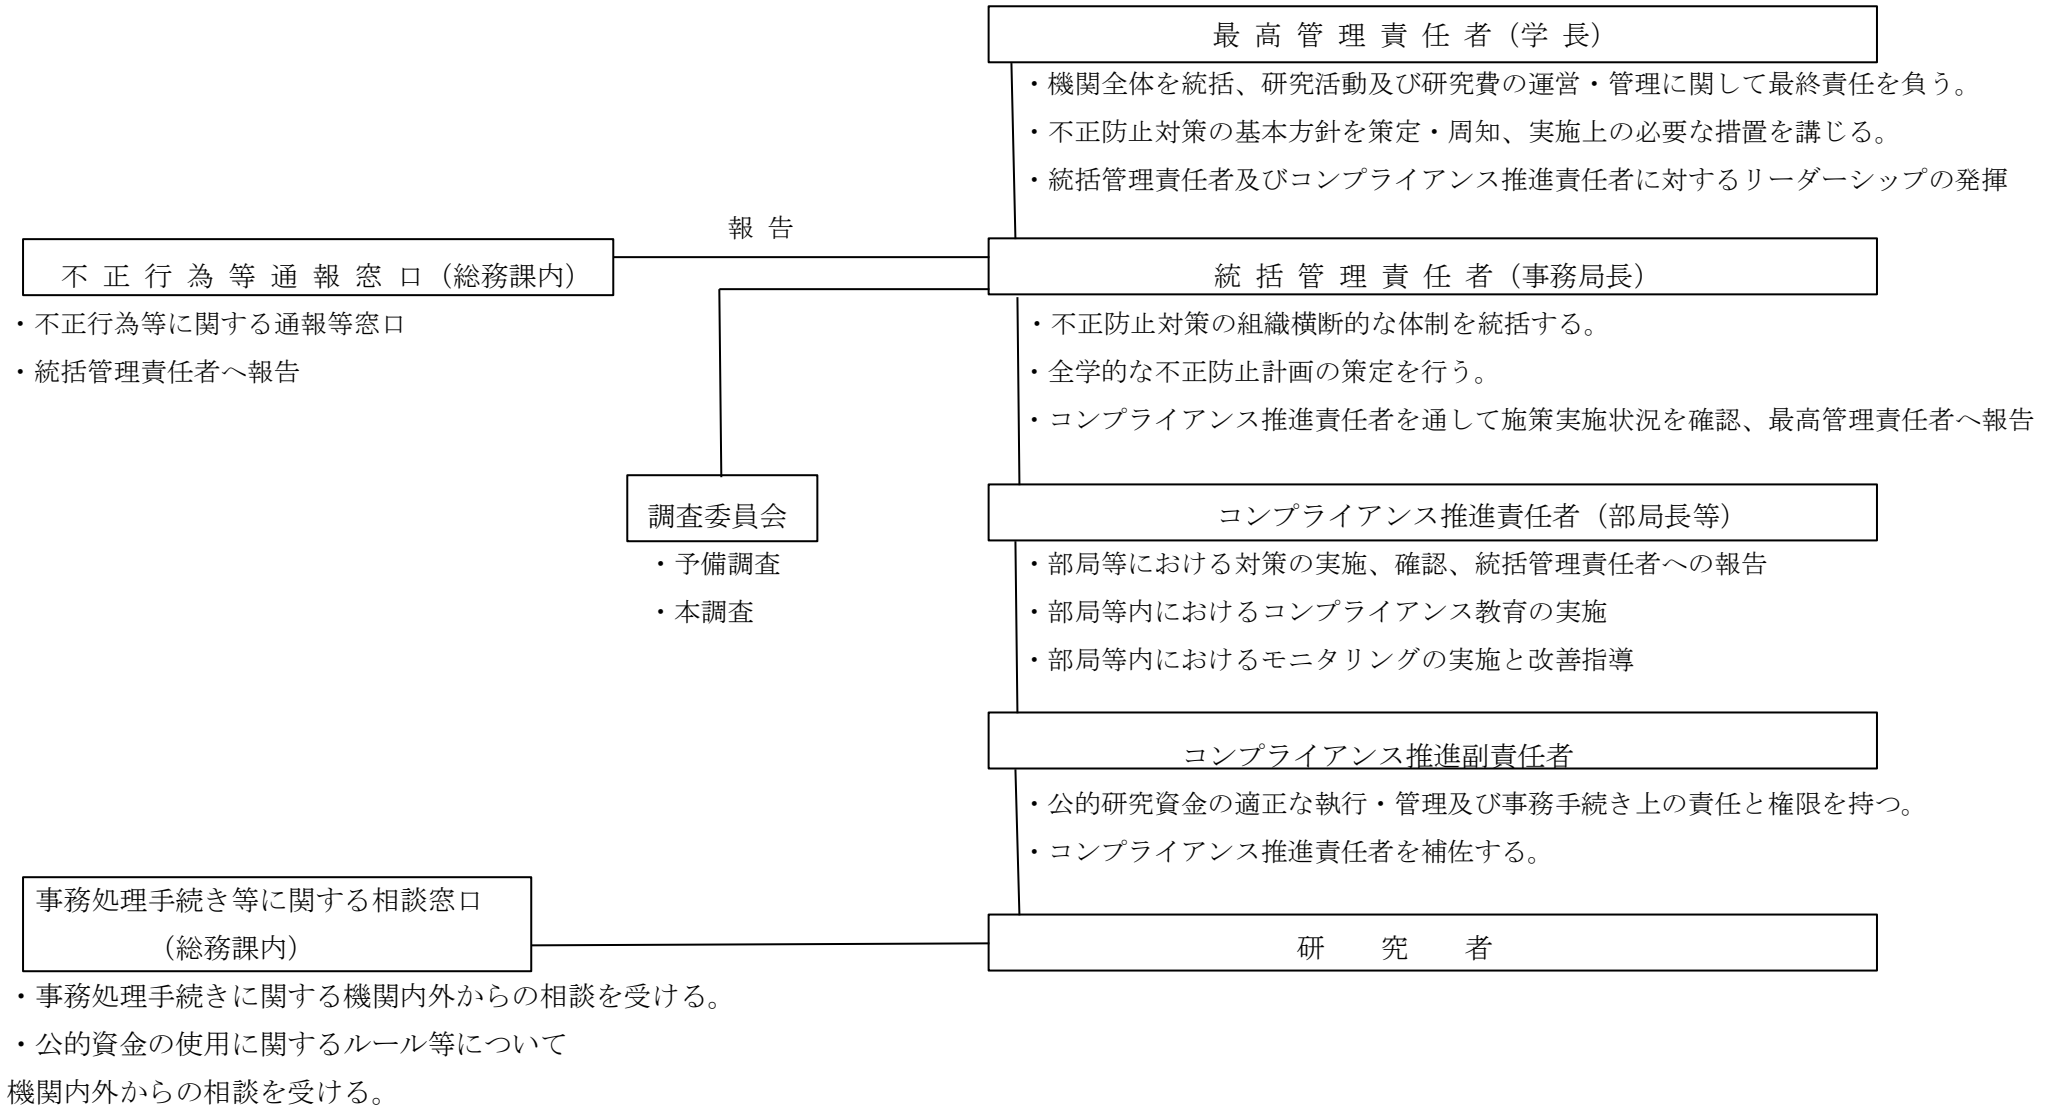 最 高 管 理 責 任 者（学 長）
・機関全体を統括、研究活動及び研究費の運営・管理に関して最終責任を負う。
・不正防止対策の基本方針を策定・周知、実施上の必要な措置を講じる。
・統括管理責任者及びコンプライアンス推進責任者に対するリーダーシップの発揮
報 告
不 正 行 為 等 通 報 窓 口（総務課内）
・不正行為等に関する通報等窓口
・統括管理責任者へ報告
統 括 管 理 責 任 者（事務局長）
・不正防止対策の組織横断的な体制を統括する。
・全学的な不正防止計画の策定を行う。
・コンプライアンス推進責任者を通して施策実施状況を確認、最高管理責任者へ報告
調査委員会
・予備調査
・本調査
コンプライアンス推進責任者（部局長等）
・部局等における対策の実施、確認、統括管理責任者への報告
・部局等内におけるコンプライアンス教育の実施
・部局等内におけるモニタリングの実施と改善指導
コンプライアンス推進副責任者
・公的研究資金の適正な執行・管理及び事務手続き上の責任と権限を持つ。
・コンプライアンス推進責任者を補佐する。
事務処理手続き等に関する相談窓口
（総務課内）
・事務処理手続きに関する機関内外からの相談を受ける。
・公的資金の使用に関するルール等について
機関内外からの相談を受ける。
研　究　者